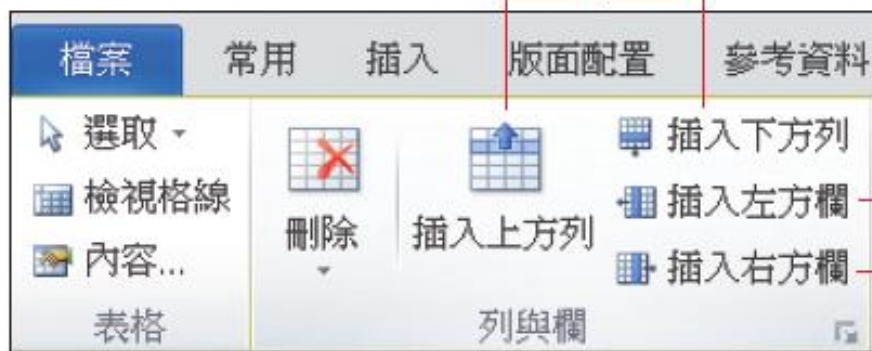 檔案 常用 插入 版面配置 參考資料
選取
檢視格線
內容...
表格
刪除
插入上方列
插入下方列
插入左方欄
插入右方欄
列與欄